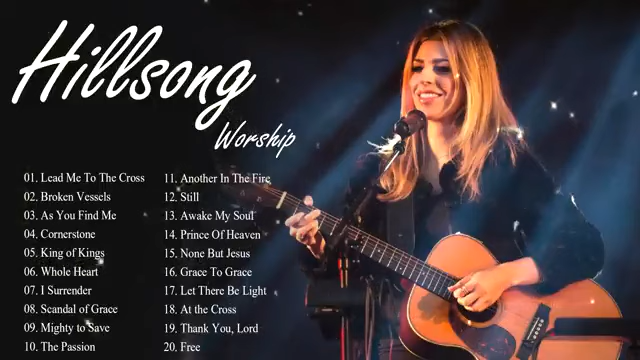 Hillsong
Worship
01. Lead Me To The Cross
02. Broken Vessels
03. As You Find Me
04. Cornerstone
05. King of Kings
06. Whole Heart
07. I Surrender
08. Scandal of Grace
09. Mighty to Save
10. The Passion
11. Another In The Fire
12. Still
13. Awake My Soul
14. Prince Of Heaven
15. None But Jesus
16. Grace To Grace
17. Let There Be Light
18. At the Cross
19. Thank You, Lord
20. Free